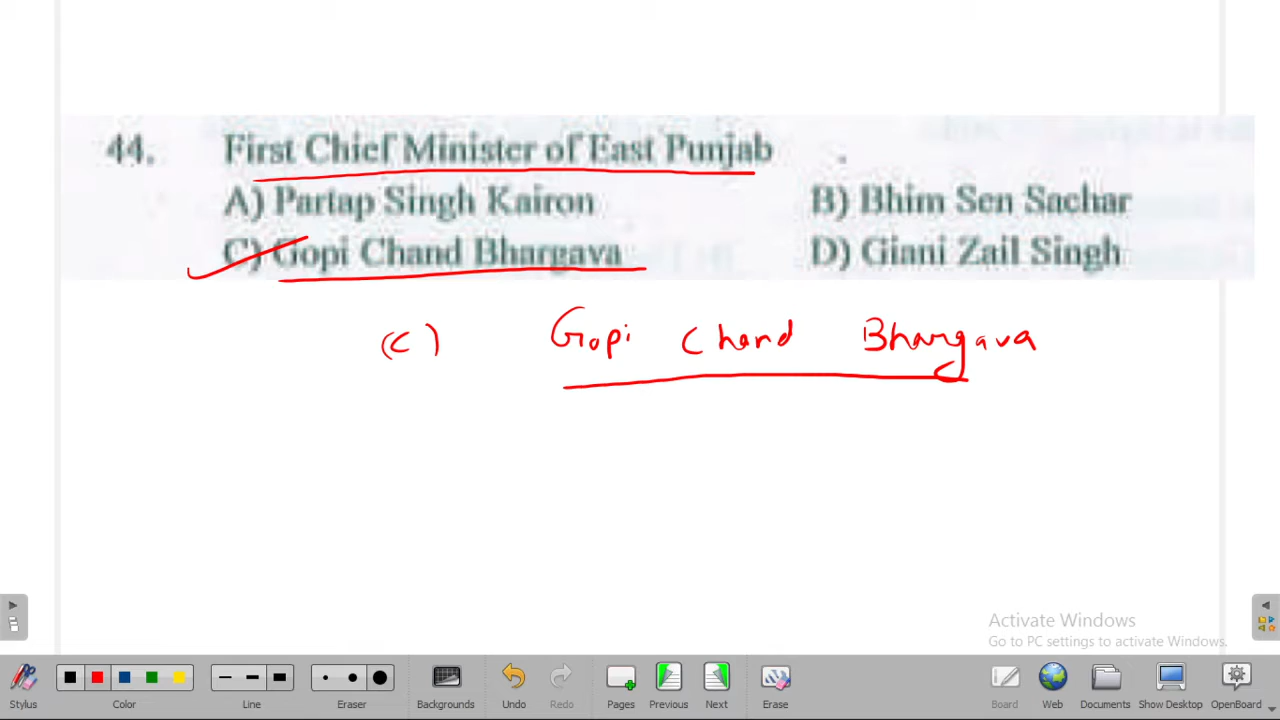 44. First Chief Minister of East Punjab
A) Partap Singh Kairon B) Bhim Sen Sachar
C) Gopi Chand Bhargava D) Giani Zail Singh
(c) Gopi Chand Bhargava
Activate Windows
Go to PC settings to activate Windows.
Stylus Color Line Eraser Backgrounds Undo Redo Pages Previous Next Erase Board Web Documents Show Desktop OpenBoard